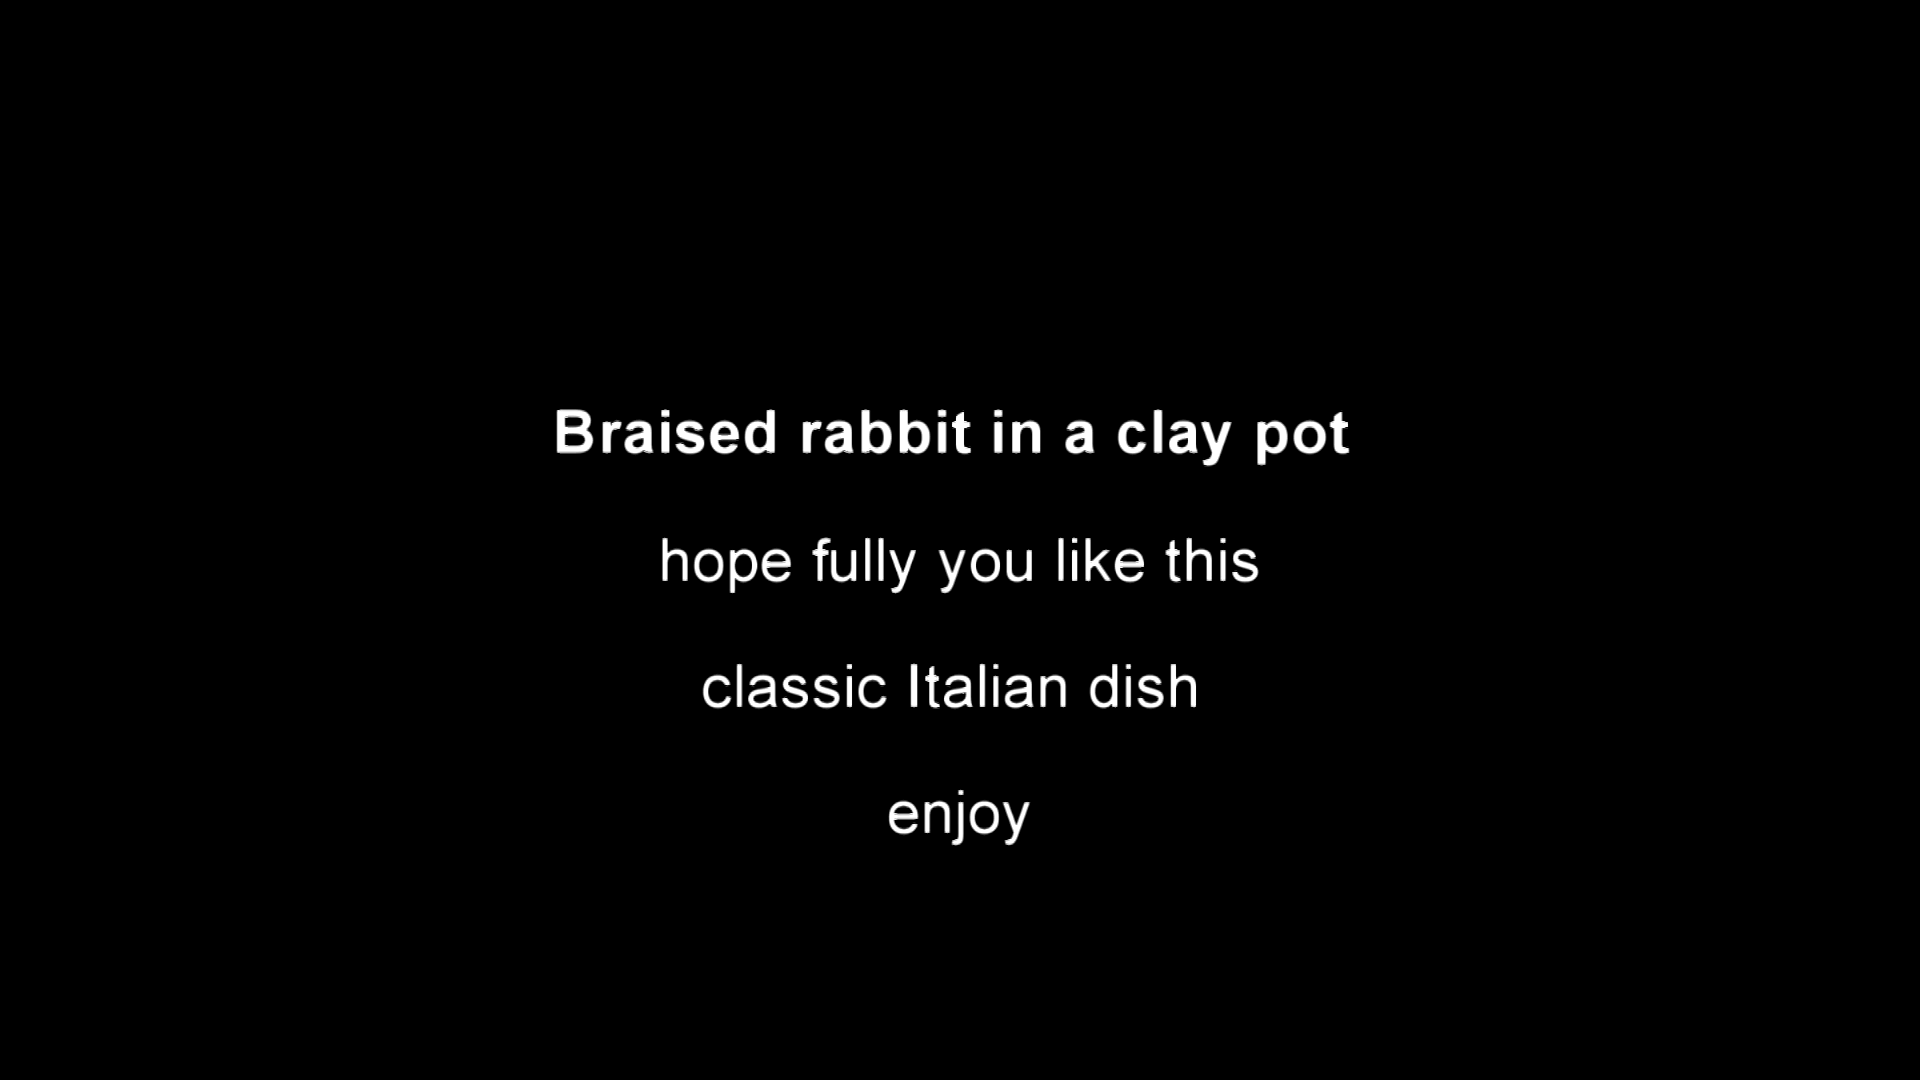 Braised rabbit in a clay pot
hope fully you like this
classic Italian dish
enjoy